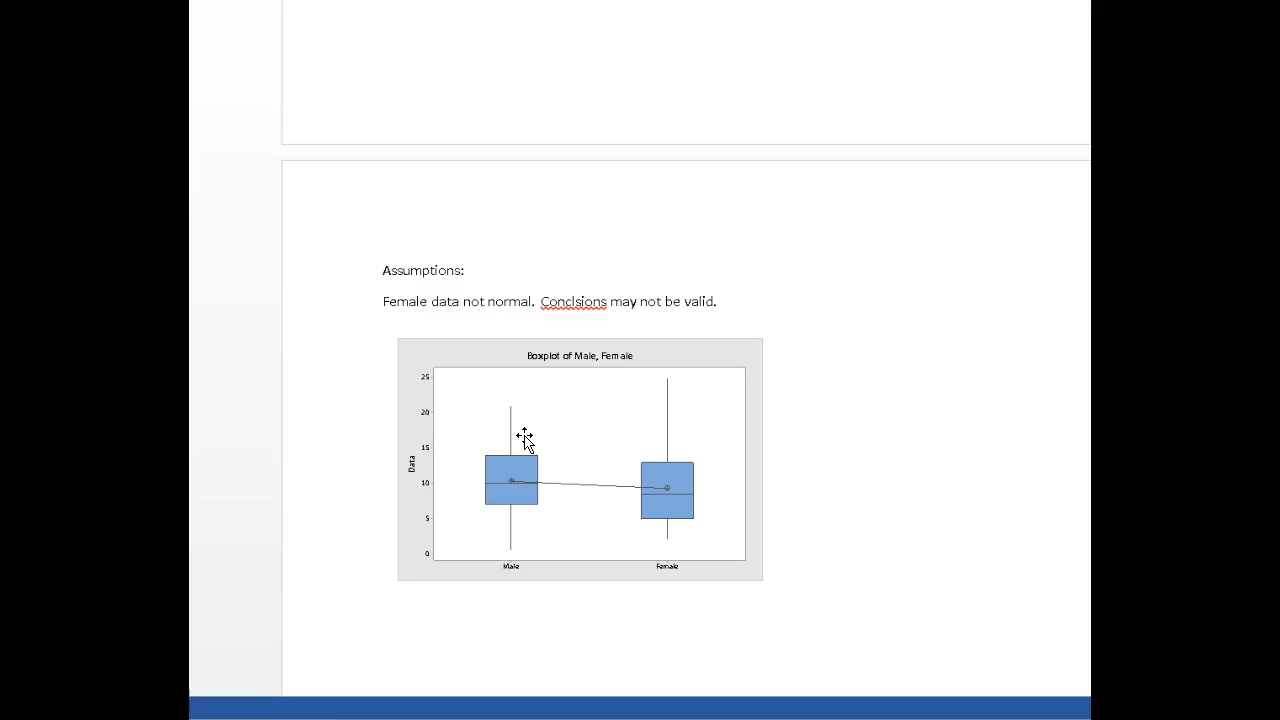 Assumptions:
Female data not normal. Conclsions may not be valid.
Boxplot of Male, Female
25
20
15
10
5
0
Data
Male
Female